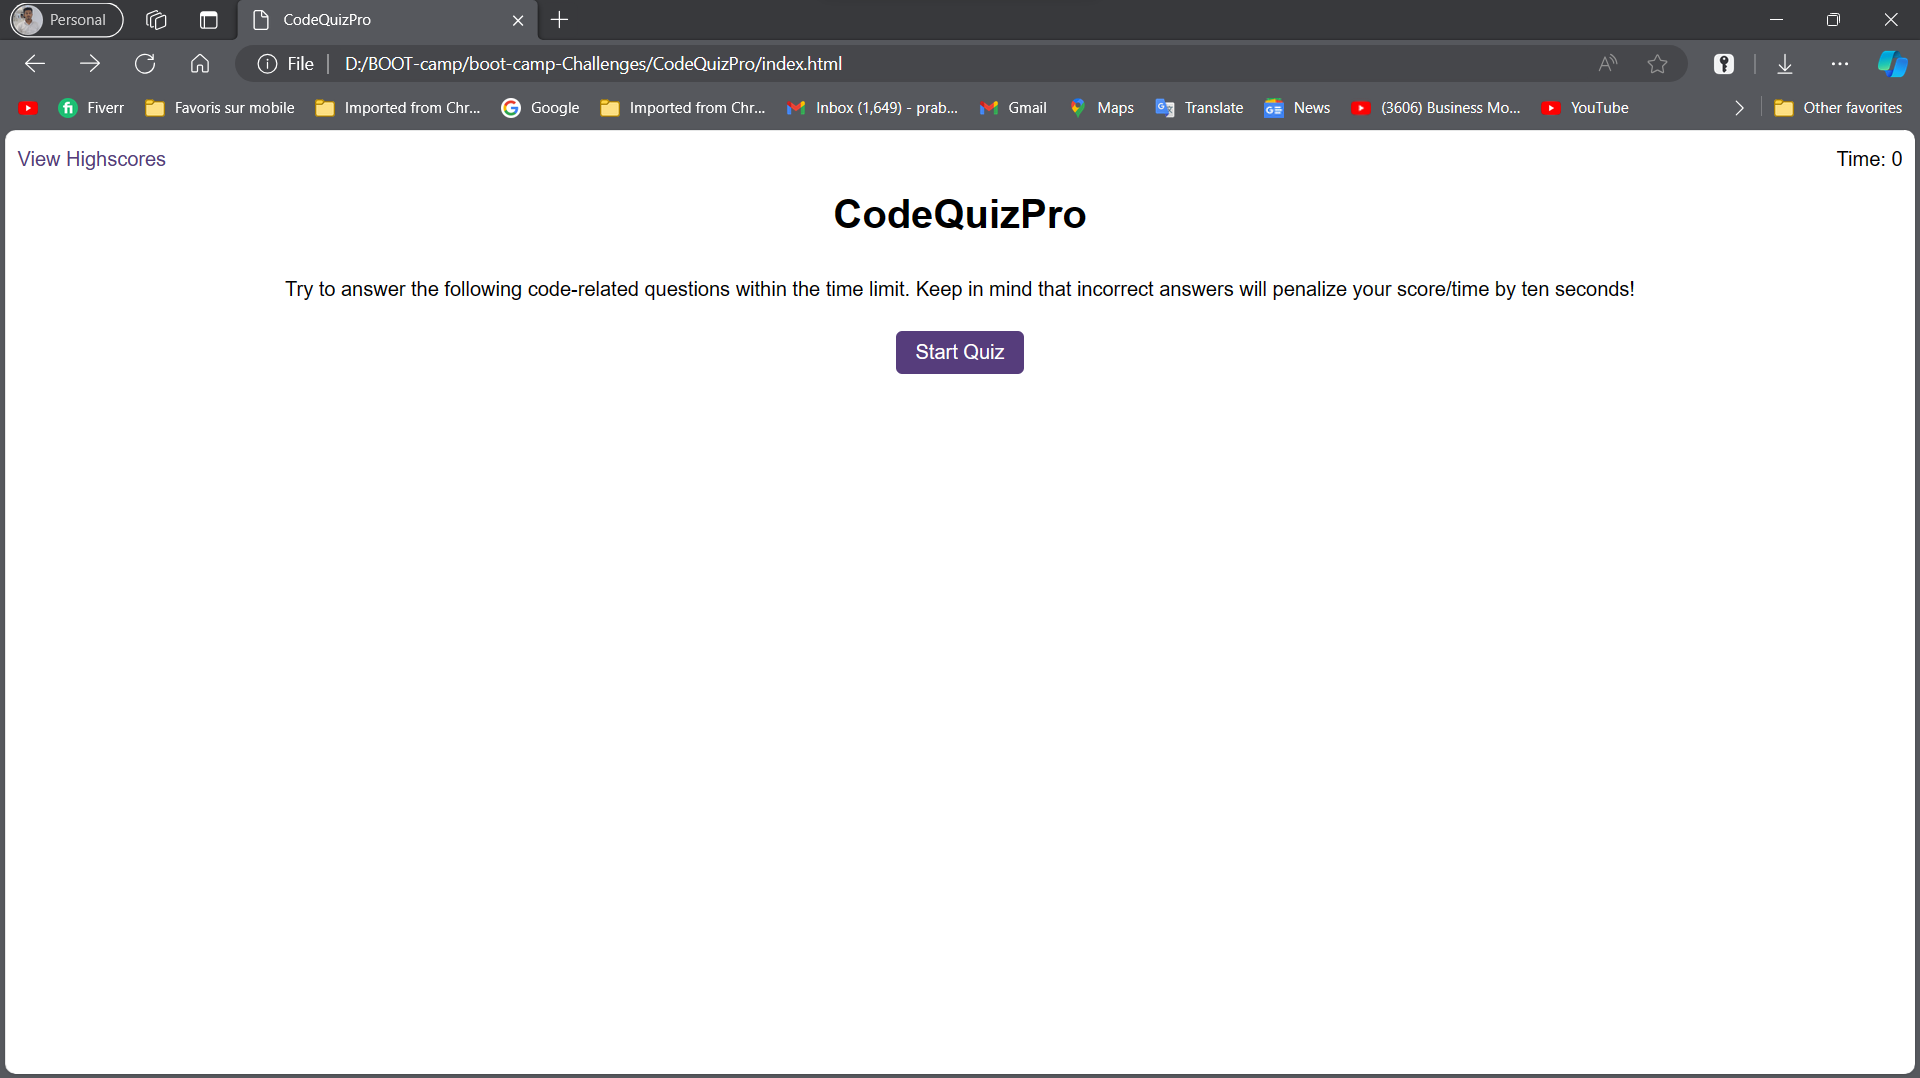 Personal
CodeQuizPro
File D:/BOOT-camp/boot-camp-Challenges/CodeQuizPro/index.html
Fiverr Favoris sur mobile Imported from Chr... Google Imported from Chr... Inbox (1,649) - prab... Gmail Maps Translate News (3606) Business Mo... YouTube Other favorites
View Highscores Time: 0
CodeQuizPro
Try to answer the following code-related questions within the time limit. Keep in mind that incorrect answers will penalize your score/time by ten seconds!
Start Quiz